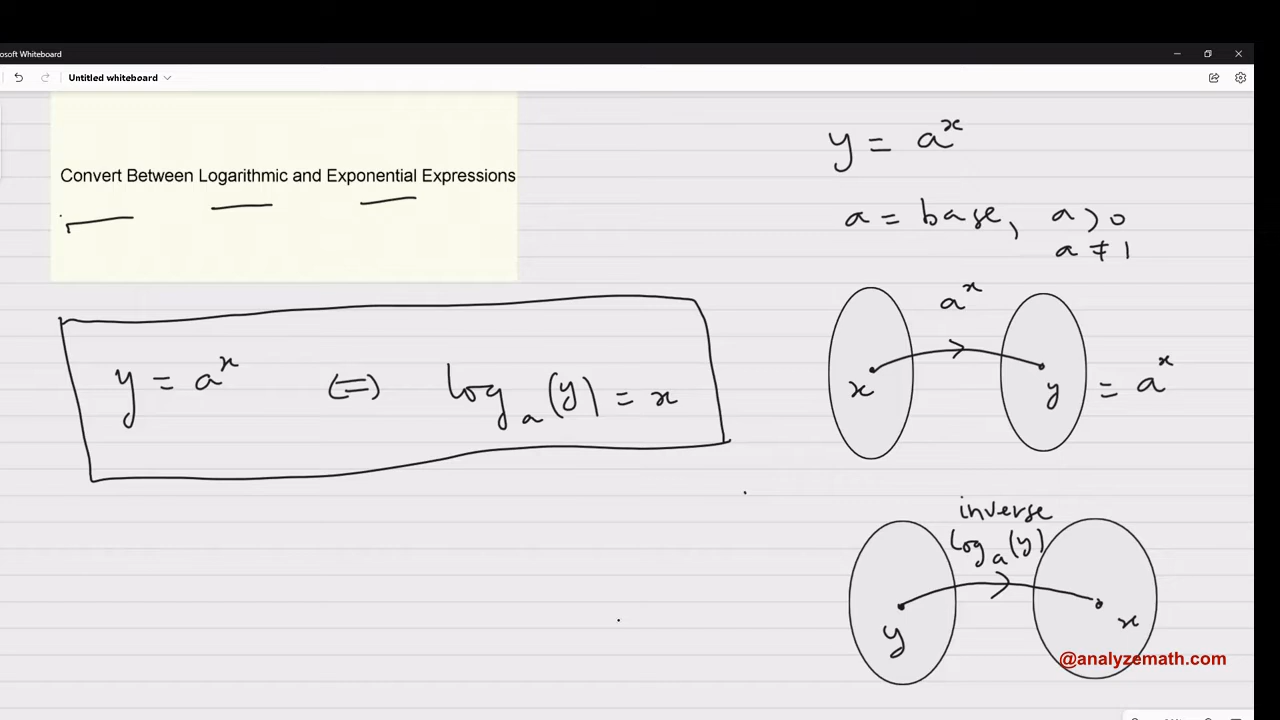 osoft Whiteboard
Untitled whiteboard
Convert Between Logarithmic and Exponential Expressions
y = a^x
a = base, a > 0
a ≠ 1
y = a^x (=) log_a (y) = x
a^x
x
y = a^x
inverse
log_a (y)
y
x
@analyzemath.com